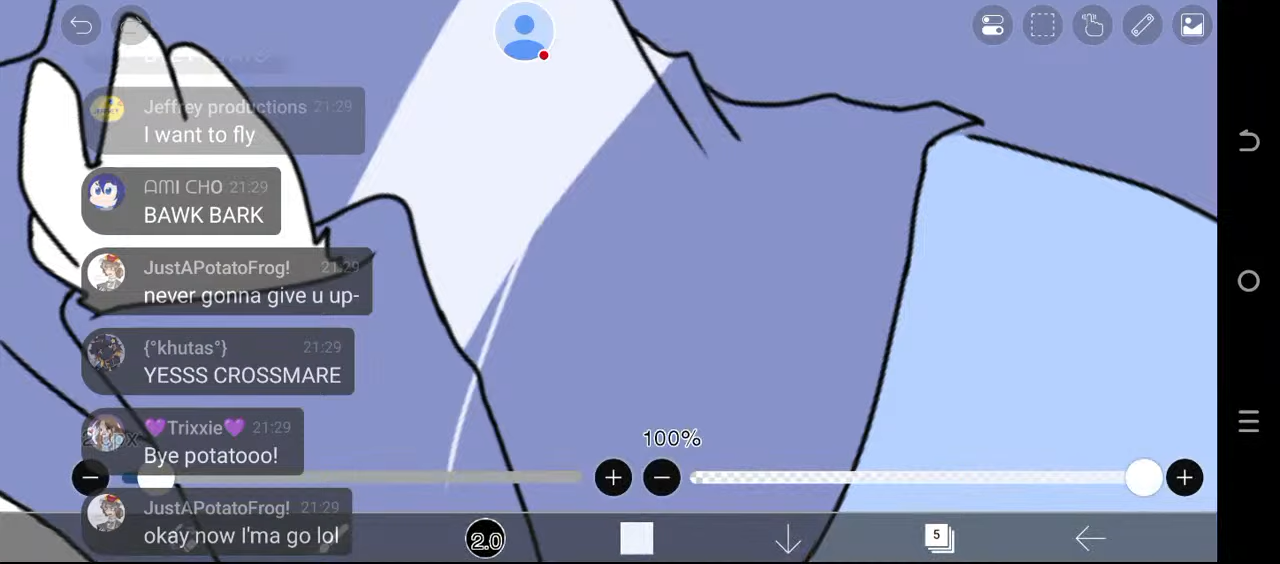 Jeffrey productions 21:29
I want to fly
AMI CHO 21:29
BAWK BARK
JustAPotatoFrog! 21:29
never gonna give u up-
{°khutas°} 21:29
YESSS CROSSMARE
💜Trixxie💜 21:29
Bye potatooo!
100%
JustAPotatoFrog! 21:29
okay now I'ma go lol
2.0
5